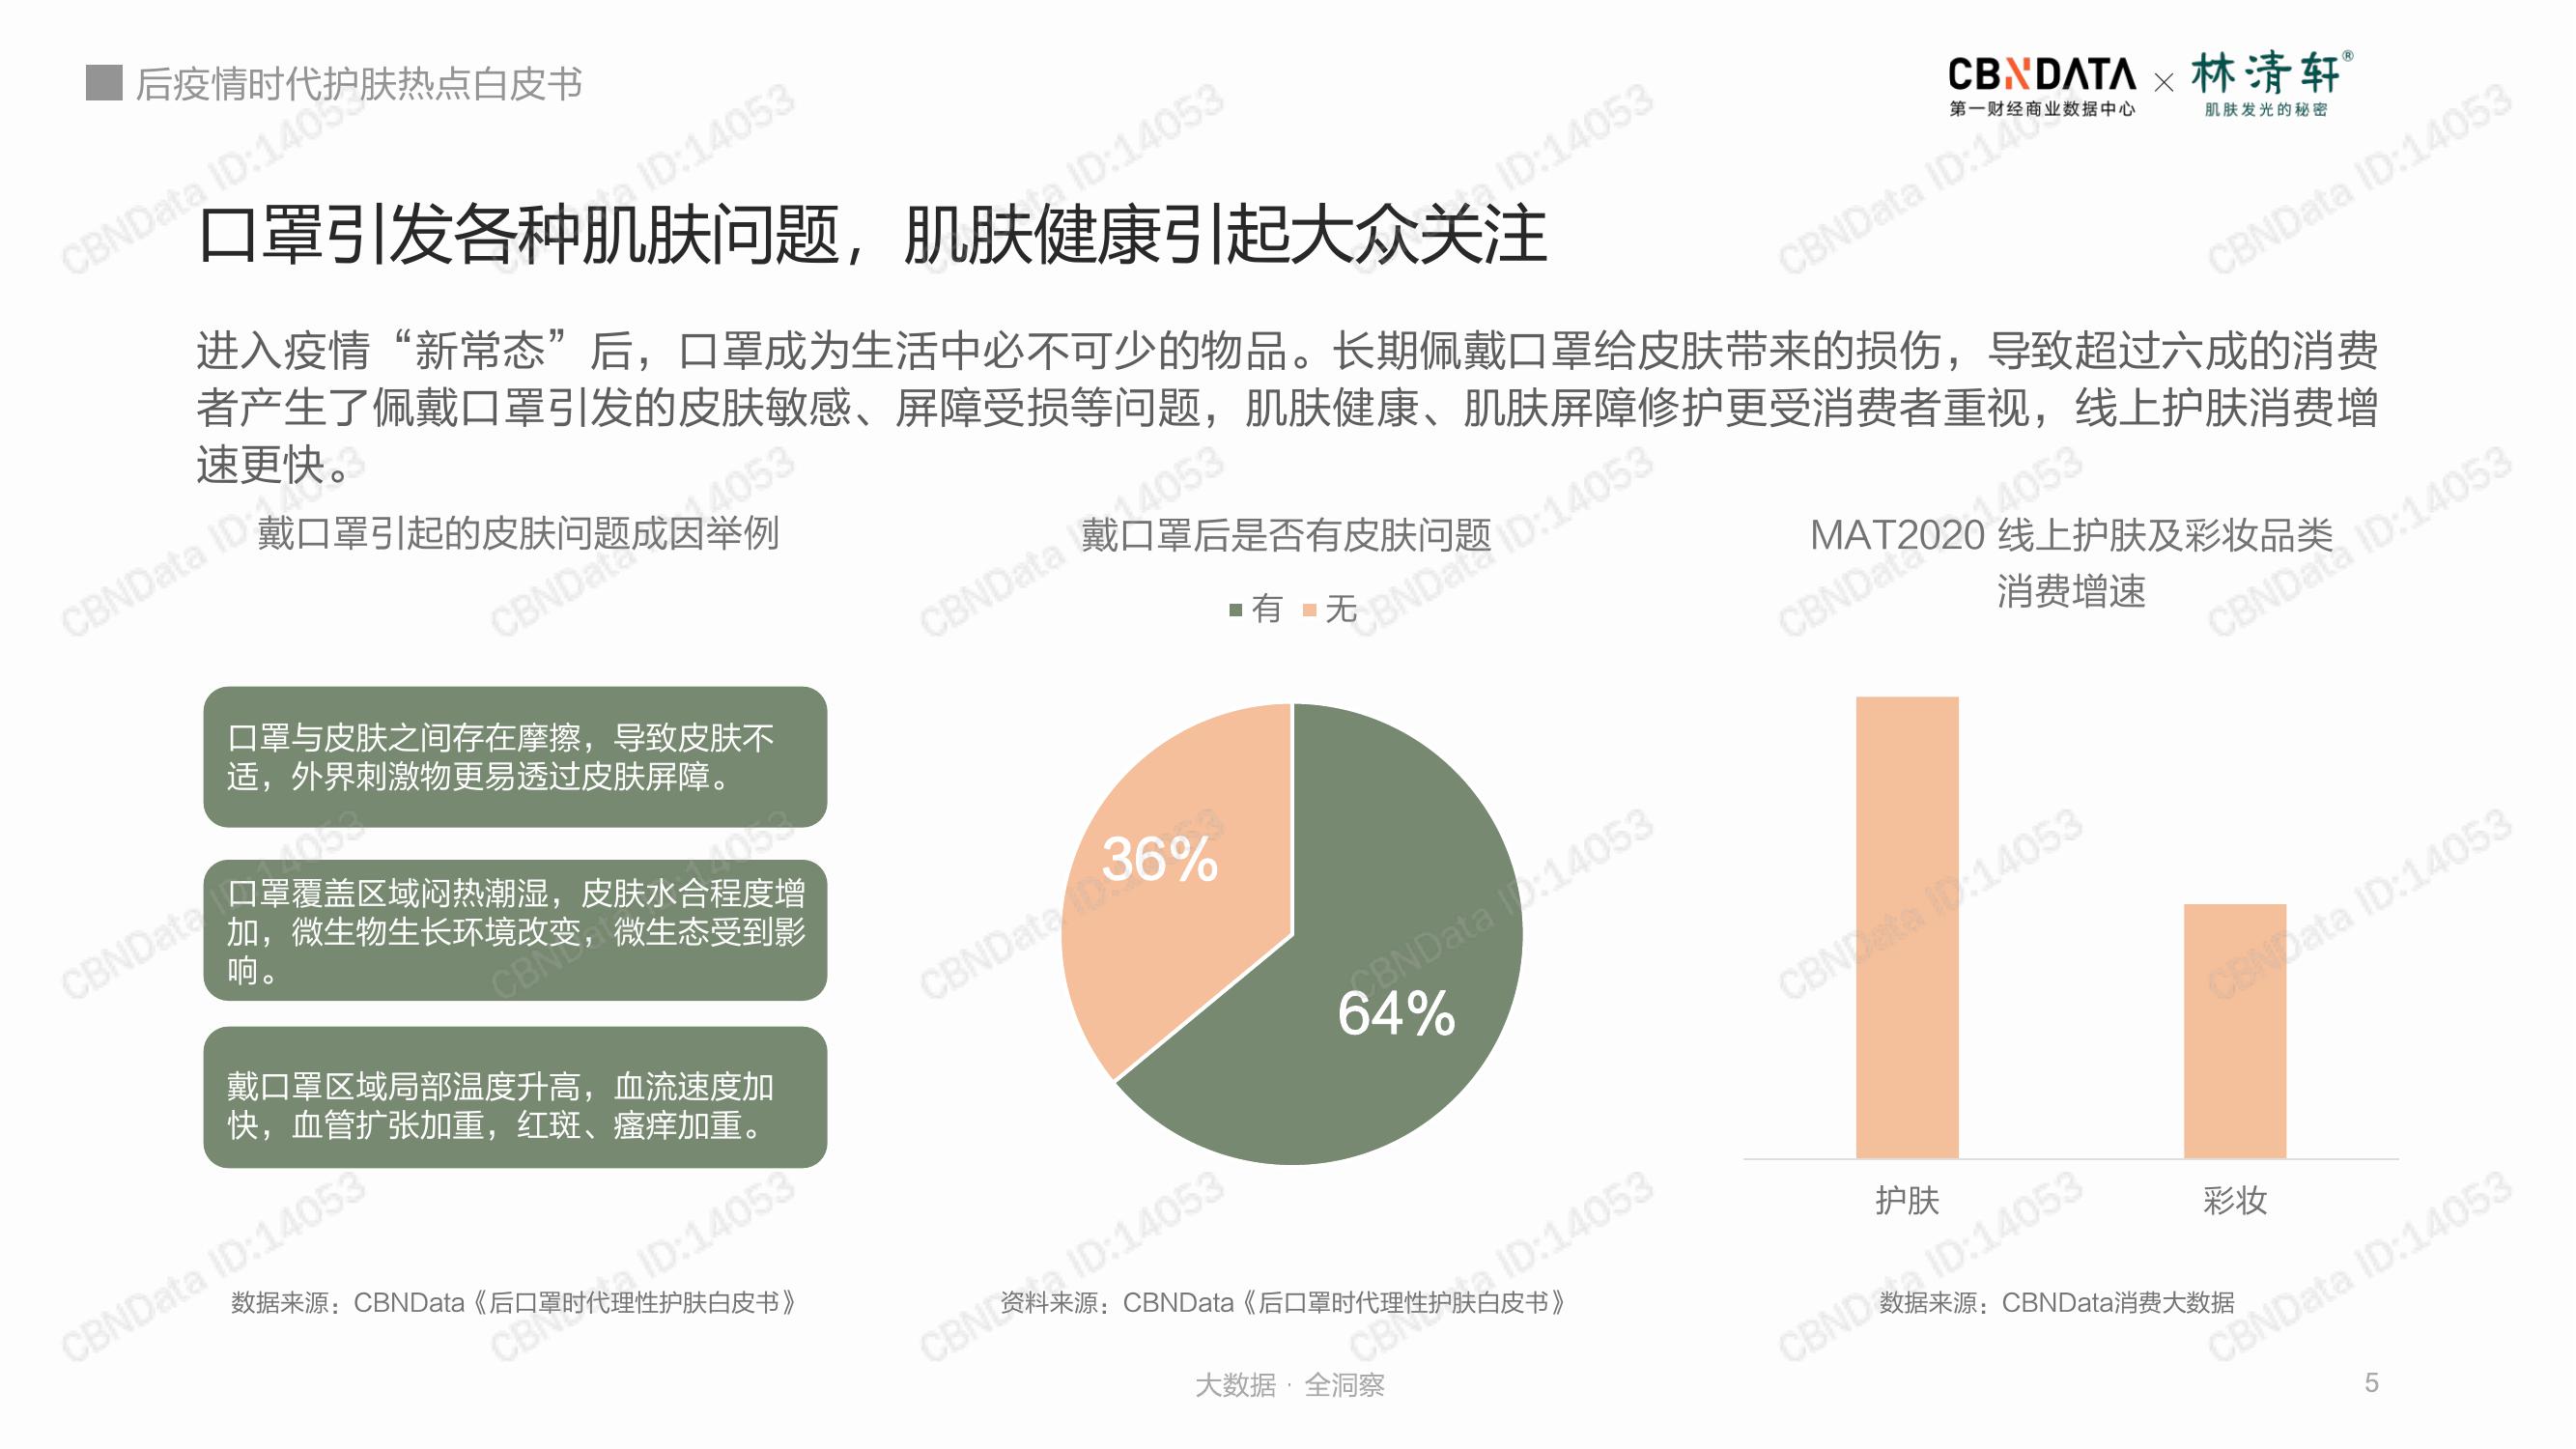 后疫情时代护肤热点白皮书
CBNDATA
第一财经商业数据中心
×
林清轩®
肌肤发光的秘密
口罩引发各种肌肤问题，肌肤健康引起大众关注
进入疫情“新常态”后，口罩成为生活中必不可少的物品。长期佩戴口罩给皮肤带来的损伤，导致超过六成的消费
者产生了佩戴口罩引发的皮肤敏感、屏障受损等问题，肌肤健康、肌肤屏障修护更受消费者重视，线上护肤消费增
速更快。
戴口罩引起的皮肤问题成因举例
口罩与皮肤之间存在摩擦，导致皮肤不
适，外界刺激物更易透过皮肤屏障。
口罩覆盖区域闷热潮湿，皮肤水合程度增
加，微生物生长环境改变，微生态受到影
响。
戴口罩区域局部温度升高，血流速度加
快，血管扩张加重，红斑、瘙痒加重。
数据来源：CBNData《后口罩时代理性护肤白皮书》
戴口罩后是否有皮肤问题
有 无
36%
64%
资料来源：CBNData《后口罩时代理性护肤白皮书》
MAT2020 线上护肤及彩妆品类
消费增速
护肤 彩妆
数据来源：CBNData消费大数据
大数据 · 全洞察
5
CBNData ID:14053